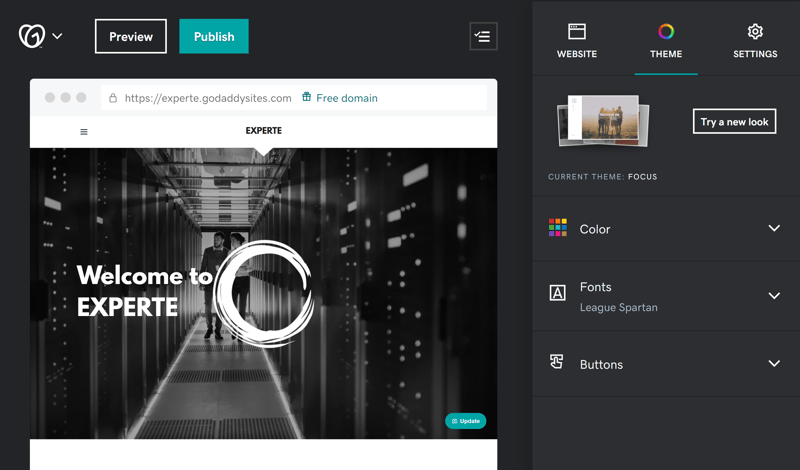 Preview
Publish
https://experte.godaddysites.com
Free domain
EXPERTE
Welcome to
EXPERTE
Update
WEBSITE
THEME
SETTINGS
Try a new look
CURRENT THEME: FOCUS
Color
Fonts
League Spartan
Buttons